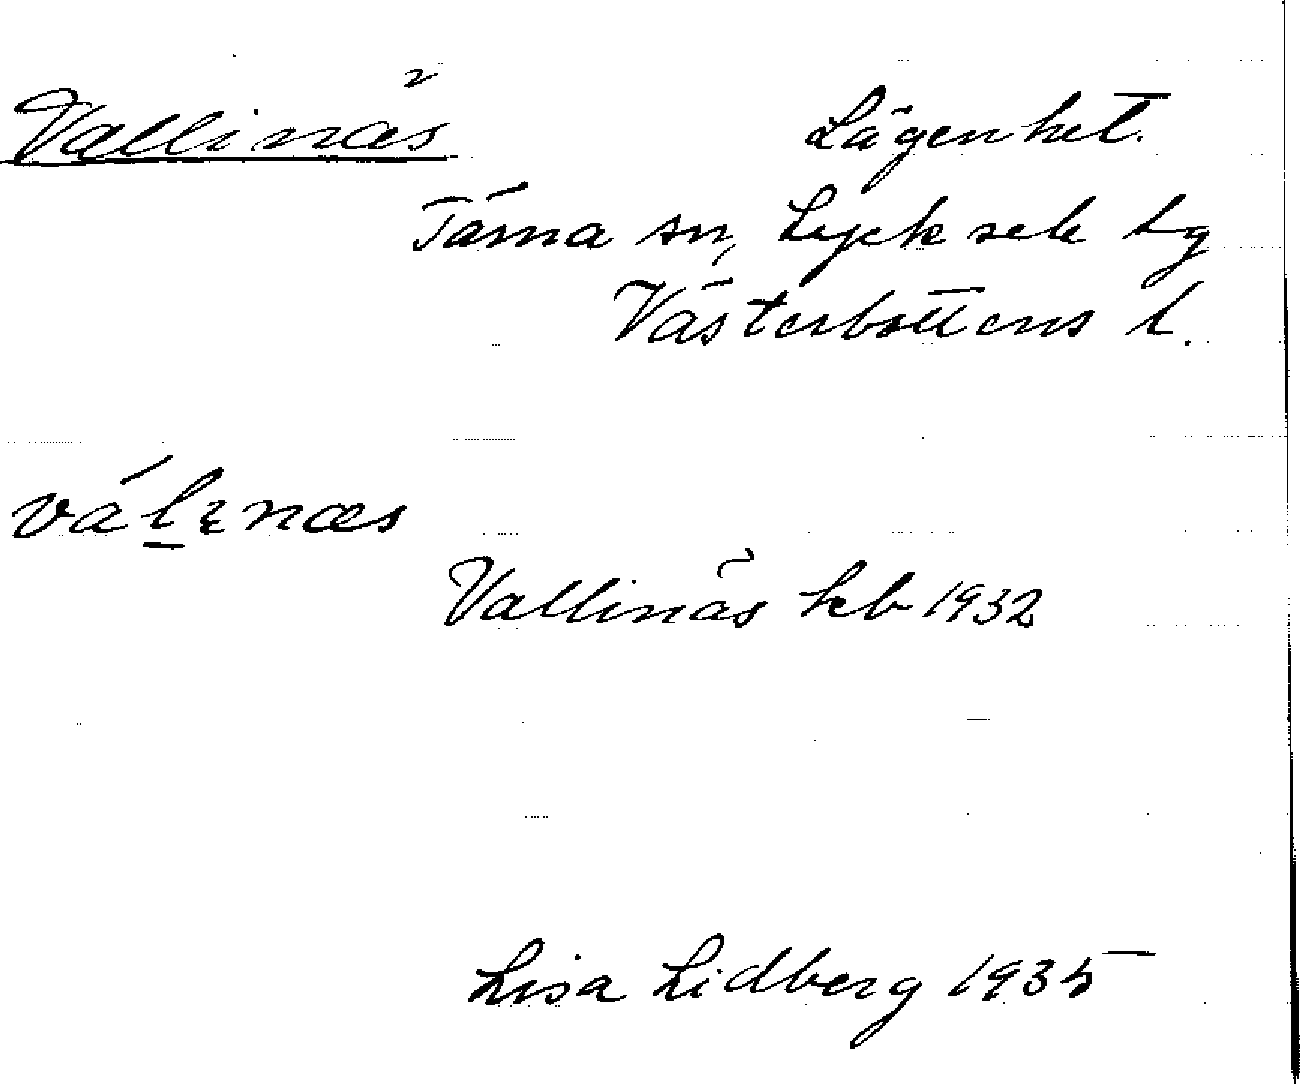 Vallinäs Lägenhet.
Tärna sn, Lycksele lg
Västerbottens l.
vál̲ɛnæs
Vallinäs kb 1932
Lisa Lidberg 1935